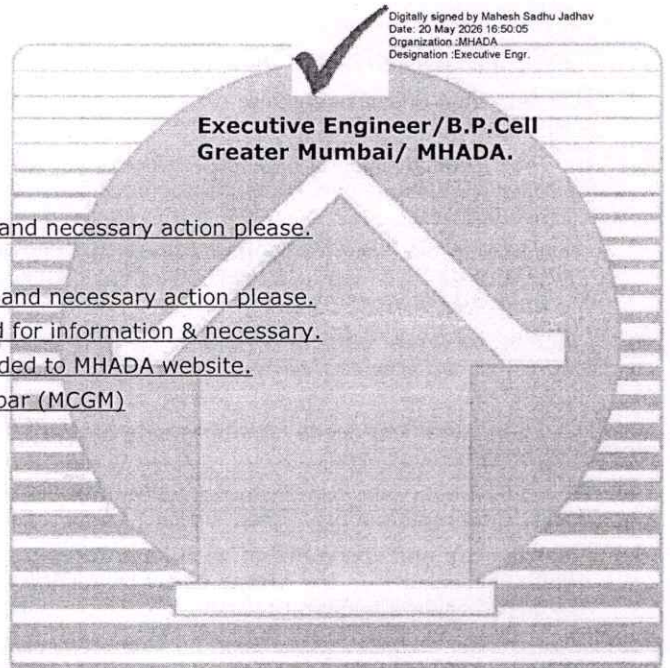 Digitally signed by Mahesh Sadhu Jadhav
Date: 20 May 2026 16:50:05
Organization :MHADA
Designation :Executive Engr.
Executive Engineer/B.P.Cell
Greater Mumbai/ MHADA.
and necessary action please.
and necessary action please.
for information & necessary.
ded to MHADA website.
bar (MCGM)